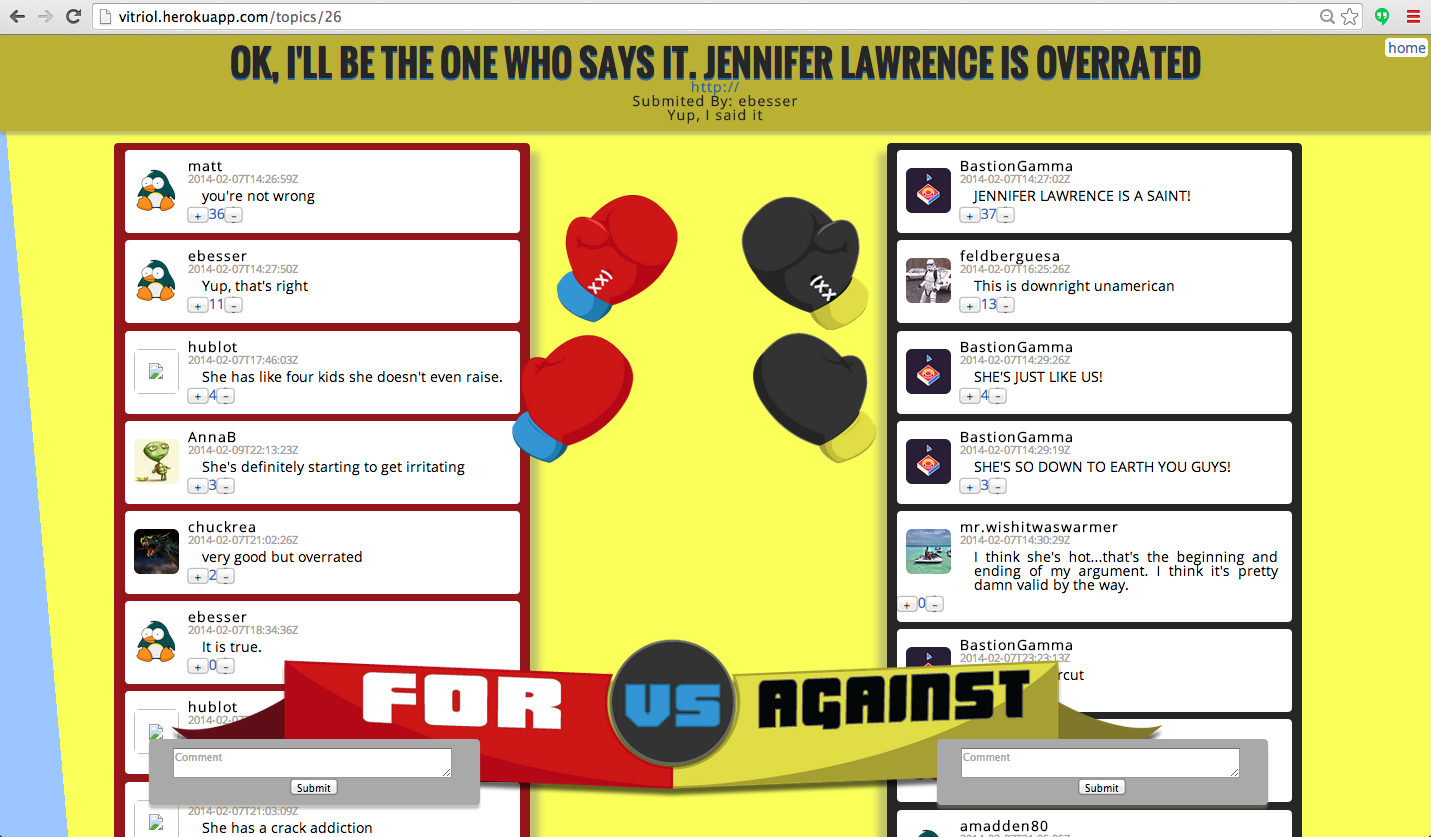 vitriol.herokuapp.com/topics/26
home
OK, I'LL BE THE ONE WHO SAYS IT. JENNIFER LAWRENCE IS OVERRATED
http://
Submited By: ebesser
Yup, I said it
matt
2014-02-07T14:26:59Z
you're not wrong
+ 36 -
ebesser
2014-02-07T14:27:50Z
Yup, that's right
+ 11 -
hublot
2014-02-07T17:46:03Z
She has like four kids she doesn't even raise.
+ 4 -
AnnaB
2014-02-09T22:13:23Z
She's definitely starting to get irritating
+ 3 -
chuckrea
2014-02-07T21:02:26Z
very good but overrated
+ 2 -
ebesser
2014-02-07T18:34:36Z
It is true.
+ 0 -
hublot
2014-02-0
T21:03:09Z
She has a crack addiction
BastionGamma
2014-02-07T14:27:02Z
JENNIFER LAWRENCE IS A SAINT!
+ 37 -
feldberguesa
2014-02-07T16:25:26Z
This is downright unamerican
+ 13 -
BastionGamma
2014-02-07T14:29:26Z
SHE'S JUST LIKE US!
+ 4 -
BastionGamma
2014-02-07T14:29:19Z
SHE'S SO DOWN TO EARTH YOU GUYS!
+ 3 -
mr.wishitwaswarmer
2014-02-07T14:30:29Z
I think she's hot...that's the beginning and
ending of my argument. I think it's pretty
damn valid by the way.
+ 0 -
BastionGamma
2014-02-07T23:23:13Z
rcut
amadden80
XX)
(XX
FOR VS AGAINST
Comment
Submit
Comment
Submit